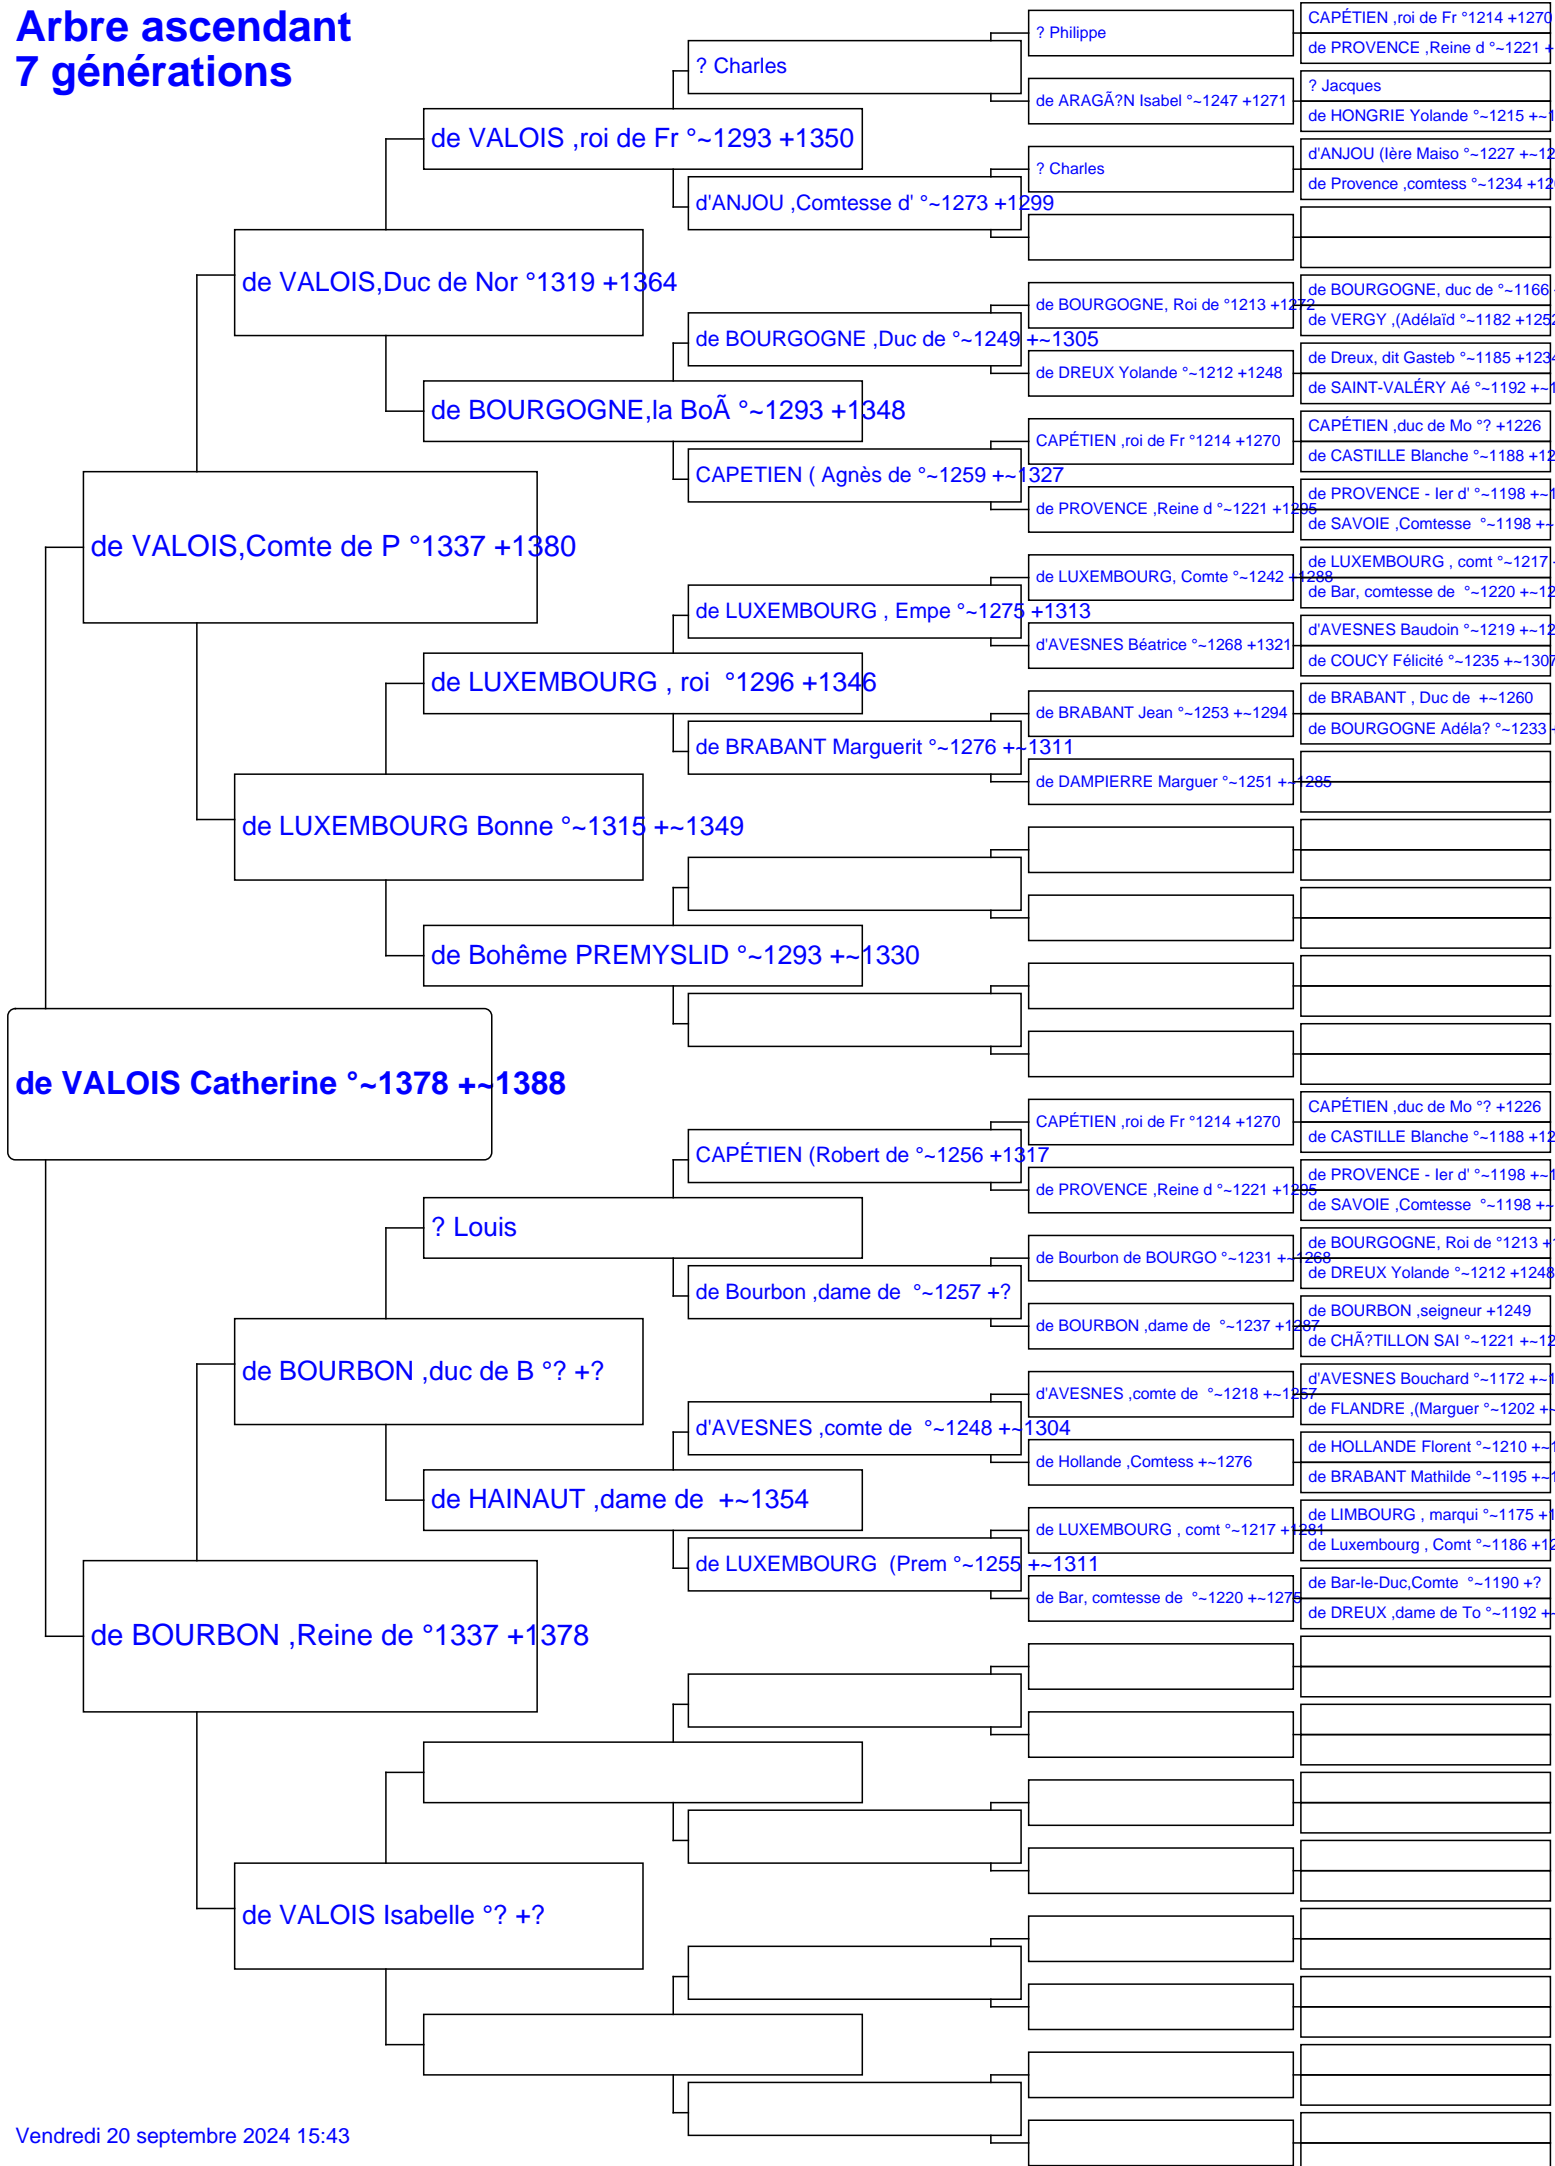 Arbre ascendant
7 générations
de VALOIS Catherine °~1378 +~1388
de VALOIS,Comte de P °1337 +1380
de BOURBON ,Reine de °1337 +1378
de VALOIS,Duc de Nor °1319 +1364
de LUXEMBOURG Bonne °~1315 +~1349
de BOURBON ,duc de B °? +?
de VALOIS Isabelle °? +?
de VALOIS ,roi de Fr °~1293 +1350
de BOURGOGNE,la BoÃ °~1293 +1348
de LUXEMBOURG , roi °1296 +1346
de Bohême PREMYSLID °~1293 +~1330
? Louis
de HAINAUT ,dame de +~1354
? Charles
d'ANJOU ,Comtesse d' °~1273 +1299
de BOURGOGNE ,Duc de °~1249 +~1305
CAPETIEN ( Agnès de °~1259 +~1327
de LUXEMBOURG , Empe °~1275 +1313
de BRABANT Marguerit °~1276 +~1311
CAPÉTIEN (Robert de °~1256 +1317
de Bourbon ,dame de °~1257 +?
d'AVESNES ,comte de °~1248 +~1304
de LUXEMBOURG (Prem °~1255 +~1311
? Philippe
de ARAGÃ?N Isabel °~1247 +1271
? Charles
de BOURGOGNE, Roi de °1213 +1272
de DREUX Yolande °~1212 +1248
CAPÉTIEN ,roi de Fr °1214 +1270
de PROVENCE ,Reine d °~1221 +1295
de LUXEMBOURG, Comte °~1242 +1288
d'AVESNES Béatrice °~1268 +1321
de BRABANT Jean °~1253 +~1294
de DAMPIERRE Marguer °~1251 +~1285
CAPÉTIEN ,roi de Fr °1214 +1270
de PROVENCE ,Reine d °~1221 +1295
de Bourbon de BOURGO °~1231 +~1268
de BOURBON ,dame de °~1237 +1287
d'AVESNES ,comte de °~1218 +~1257
de Hollande ,Comtess +~1276
de LUXEMBOURG , comt °~1217 +1281
de Bar, comtesse de °~1220 +~1275
CAPÉTIEN ,roi de Fr °1214 +1270
de PROVENCE ,Reine d °~1221 +
? Jacques
de HONGRIE Yolande °~1215 +~1
d'ANJOU (Ière Maiso °~1227 +~12
de Provence ,comtess °~1234 +12
de BOURGOGNE, duc de °~1166
de VERGY ,(Adélaïd °~1182 +1252
de Dreux, dit Gasteb °~1185 +1234
de SAINT-VALÉRY Aé °~1192 +~1
CAPÉTIEN ,duc de Mo °? +1226
de CASTILLE Blanche °~1188 +12
de PROVENCE - Ier d' °~1198 +~1
de SAVOIE ,Comtesse °~1198 +~
de LUXEMBOURG , comt °~1217
de Bar, comtesse de °~1220 +~12
d'AVESNES Baudoin °~1219 +~12
de COUCY Félicité °~1235 +~1307
de BRABANT , Duc de +~1260
de BOURGOGNE Adéla? °~1233 +
CAPÉTIEN ,duc de Mo °? +1226
de CASTILLE Blanche °~1188 +12
de PROVENCE - Ier d' °~1198 +~1
de SAVOIE ,Comtesse °~1198 +~
de BOURGOGNE, Roi de °1213 +1
de DREUX Yolande °~1212 +1248
de BOURBON ,seigneur +1249
de CHÃ?TILLON SAI °~1221 +~12
d'AVESNES Bouchard °~1172 +~1
de FLANDRE ,(Marguer °~1202 +~
de HOLLANDE Florent °~1210 +~1
de BRABANT Mathilde °~1195 +~1
de LIMBOURG , marqui °~1175 +1
de Luxembourg , Comt °~1186 +12
de Bar-le-Duc,Comte °~1190 +?
de DREUX ,dame de To °~1192 +~
Vendredi 20 septembre 2024 15:43